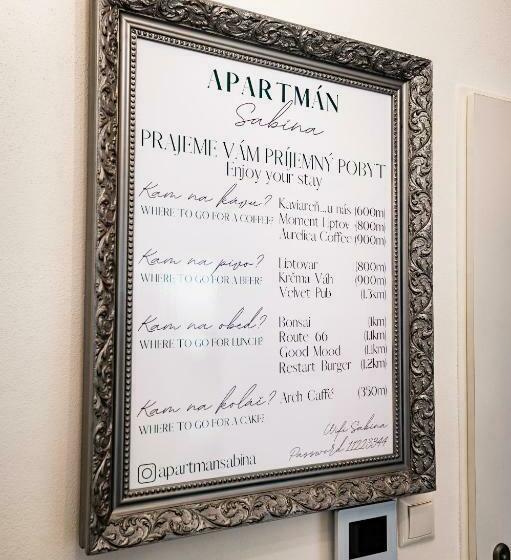 APARTMÁN
Sabina
PRAJEME VÁM PRÍJEMNÝ POBYT
Enjoy your stay
Kam na kávu?
WHERE TO GO FOR A COFFEE?
Kaviareň...u nás (600m)
Moment Liptov (800m)
Aurelica Coffee (900m)
Kam na pivo?
WHERE TO GO FOR A BEER?
Liptovar (800m)
Krčma Váh (900m)
Velvet Pub (1.3km)
Kam na obed?
WHERE TO GO FOR LUNCH?
Bonsai (1km)
Route 66 (1.1km)
Good Mood (1.1km)
Restart Burger (1.2km)
Kam na koláč?
WHERE TO GO FOR A CAKE?
Arch Caffé (350m)
Wifi Sabina
Password 11223344
apartmansabina